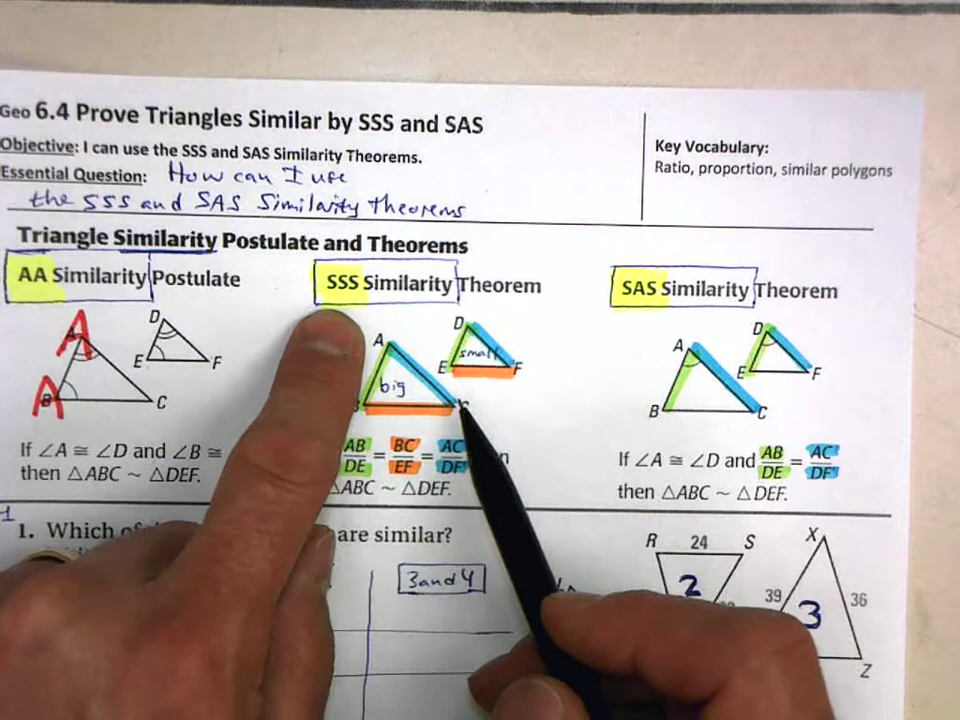 Geo 6.4 Prove Triangles Similar by SSS and SAS
Objective: I can use the SSS and SAS Similarity Theorems.
Essential Question: How can I use
the SSS and SAS Similarity Theorems
Key Vocabulary:
Ratio, proportion, similar polygons
Triangle Similarity Postulate and Theorems
AA Similarity Postulate
SSS Similarity Theorem
SAS Similarity Theorem
A
A
B
C
D
E
F
A
big
D
E
small
F
A
B
C
D
E
F
If ∠A ≅ ∠D and ∠B ≅
then △ABC ~ △DEF.
AB/DE = BC/EF = AC/DF
△ABC ~ △DEF.
If ∠A ≅ ∠D and AB/DE = AC/DF
then △ABC ~ △DEF.
1
1. Which are similar?
3 and 4
R 24 S
2
X
39
36
3
Z